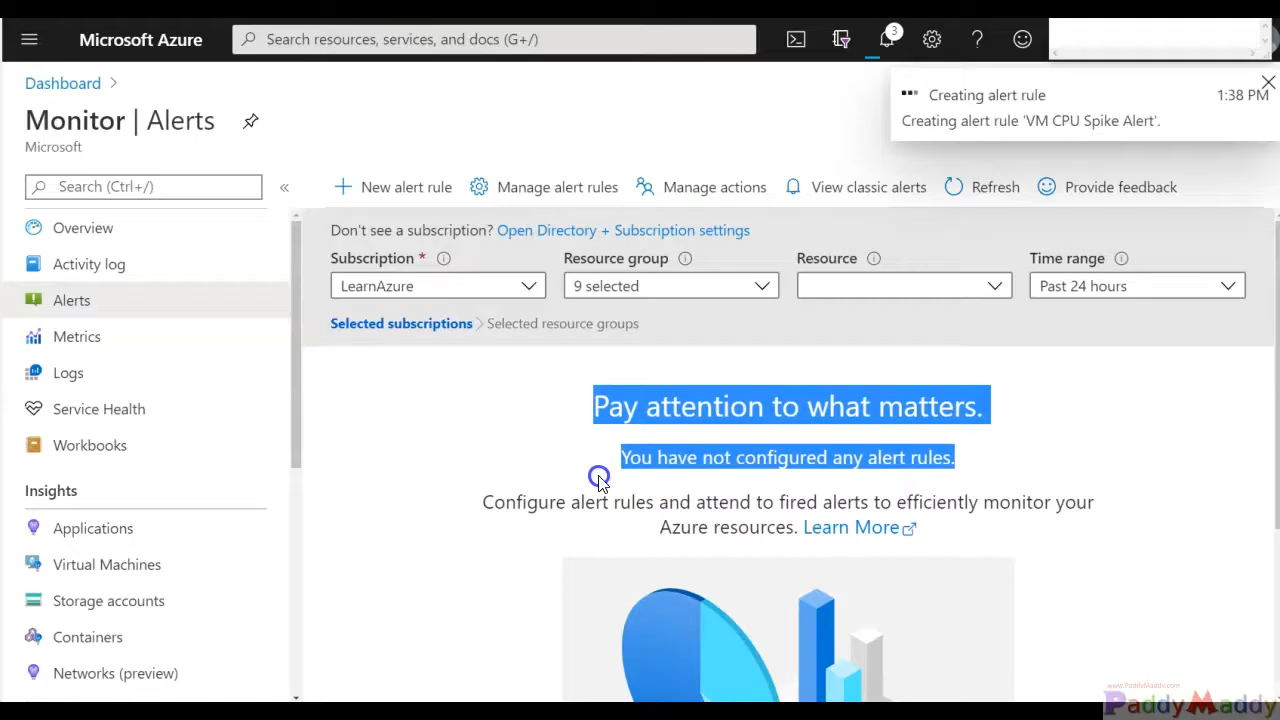 Microsoft Azure
Search resources, services, and docs (G+/)
3
Creating alert rule
1:38 PM
Creating alert rule 'VM CPU Spike Alert'.
Dashboard
Monitor | Alerts
Microsoft
Search (Ctrl+/)
«
New alert rule
Manage alert rules
Manage actions
View classic alerts
Refresh
Provide feedback
Overview
Activity log
Alerts
Metrics
Logs
Service Health
Workbooks
Insights
Applications
Virtual Machines
Storage accounts
Containers
Networks (preview)
Don't see a subscription? Open Directory + Subscription settings
Subscription *
Resource group
Resource
Time range
LearnAzure
9 selected
Past 24 hours
Selected subscriptions
Selected resource groups
Pay attention to what matters.
You have not configured any alert rules.
Configure alert rules and attend to fired alerts to efficiently monitor your
Azure resources. Learn More
www.PaddyMaddy.com
PaddyMaddy